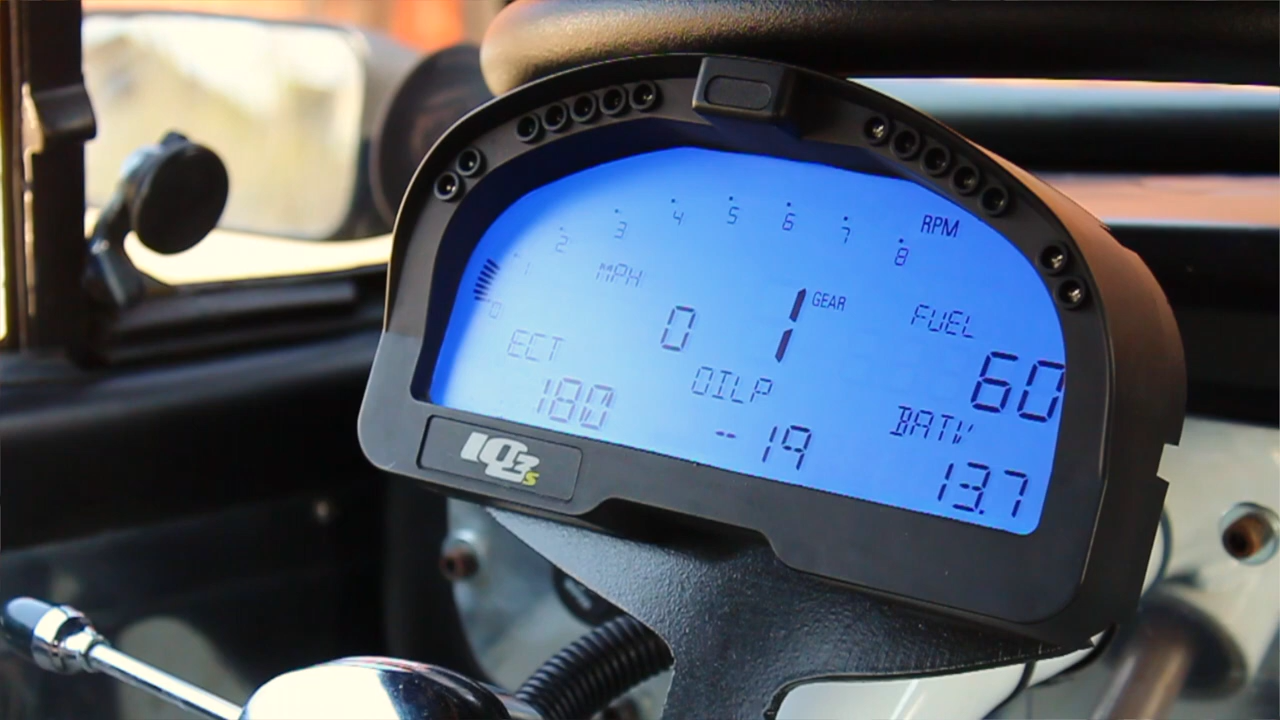 0 1 2 3 4 5 6 7 8 RPM
MPH
0
1 GEAR
FUEL
60
ECT
180
OILP
--19
BATV
13.7
IQ3s